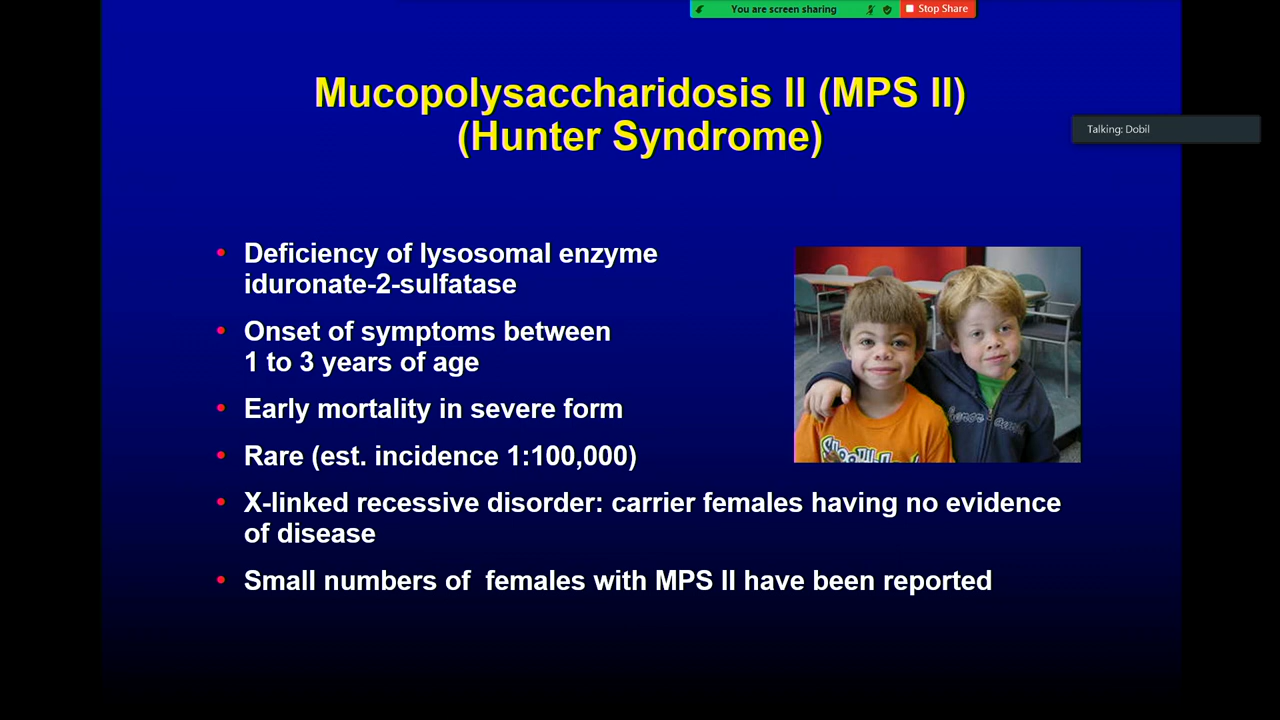 You are screen sharing
Stop Share
Mucopolysaccharidosis II (MPS II)
(Hunter Syndrome)
Talking: Dobil
• Deficiency of lysosomal enzyme
iduronate-2-sulfatase
• Onset of symptoms between
1 to 3 years of age
• Early mortality in severe form
• Rare (est. incidence 1:100,000)
• X-linked recessive disorder: carrier females having no evidence
of disease
• Small numbers of  females with MPS II have been reported